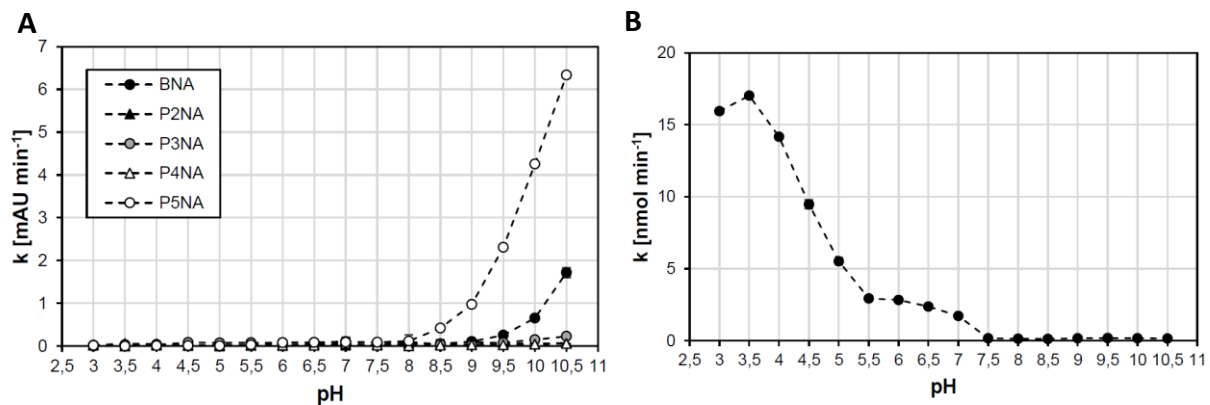 A
k [mAU min⁻¹]
7
6
5
4
3
2
1
0
BNA
P2NA
P3NA
P4NA
P5NA
2,5 3 3,5 4 4,5 5 5,5 6 6,5 7 7,5 8 8,5 9 9,5 10 10,5 11
pH
B
k [nmol min⁻¹]
20
15
10
5
0
2,5 3 3,5 4 4,5 5 5,5 6 6,5 7 7,5 8 8,5 9 9,5 10 10,5 11
pH